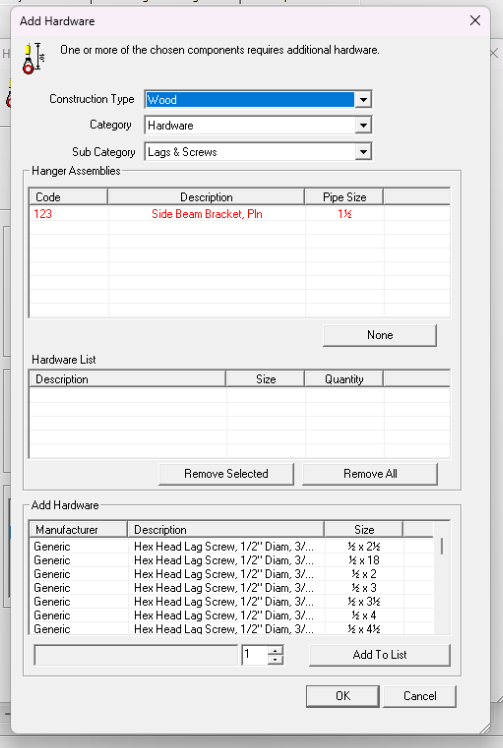 Add Hardware
One or more of the chosen components requires additional hardware.
Construction Type Wood
Category Hardware
Sub Category Lags & Screws
Hanger Assemblies
Code Description Pipe Size
123 Side Beam Bracket, Pln 1½
None
Hardware List
Description Size Quantity
Remove Selected Remove All
Add Hardware
Manufacturer Description Size
Generic Hex Head Lag Screw, 1/2" Diam, 3/... ½ x 2½
Generic Hex Head Lag Screw, 1/2" Diam, 3/... ½ x 18
Generic Hex Head Lag Screw, 1/2" Diam, 3/... ½ x 2
Generic Hex Head Lag Screw, 1/2" Diam, 3/... ½ x 3
Generic Hex Head Lag Screw, 1/2" Diam, 3/... ½ x 3½
Generic Hex Head Lag Screw, 1/2" Diam, 3/... ½ x 4
Generic Hex Head Lag Screw, 1/2" Diam, 3/... ½ x 4½
1 Add To List
OK Cancel